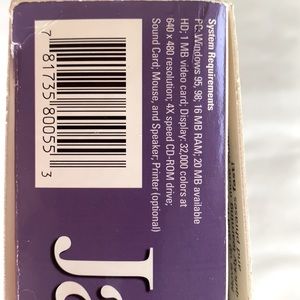 System Requirements
PC: Windows 95, 98; 16 MB RAM; 20 MB available
HD; 1 MB video card; Display: 32,000 colors at
640 x 480 resolution; 4X speed CD-ROM drive;
Sound Card; Mouse, and Speaker; Printer (optional)
7 81735 80055 3
Ja